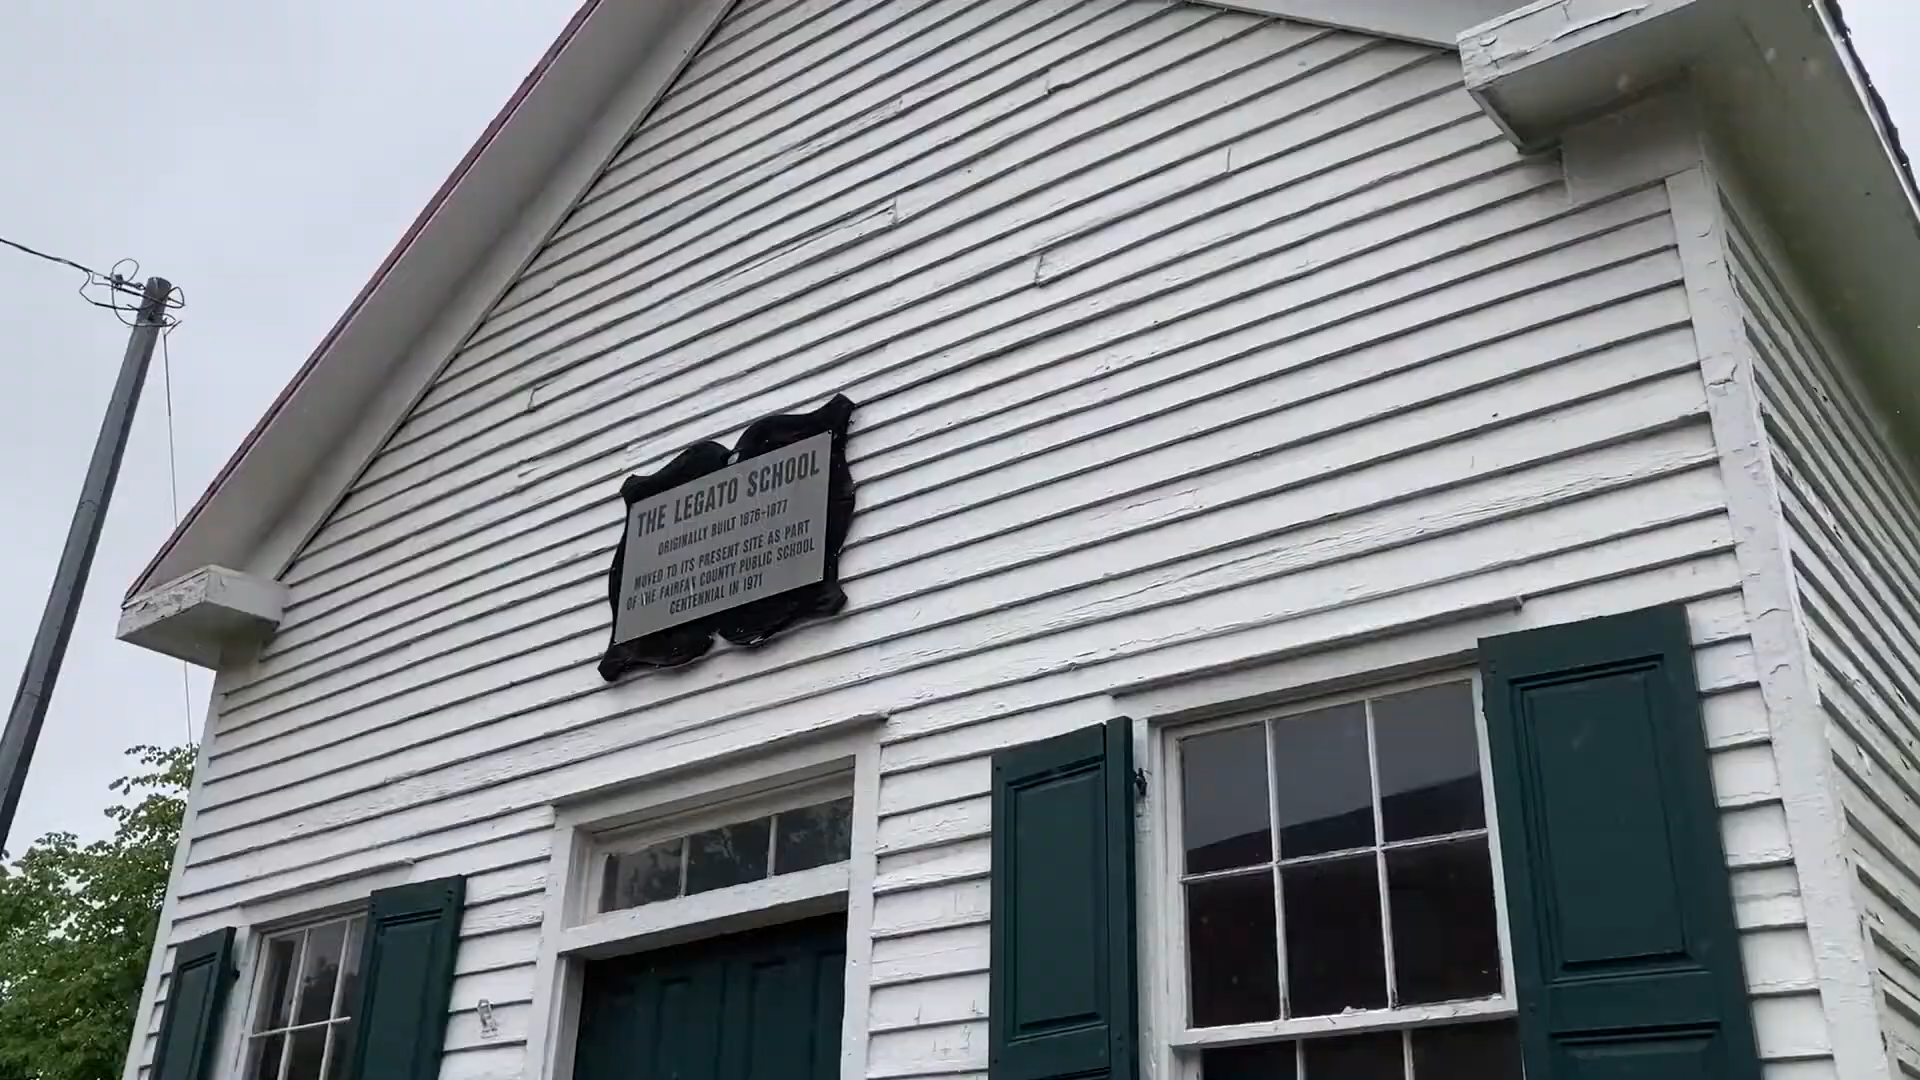 THE LEGATO SCHOOL
ORIGINALLY BUILT 1876-1877
MOVED TO ITS PRESENT SITE AS PART
OF THE FAIRFAX COUNTY PUBLIC SCHOOL
CENTENNIAL IN 1971